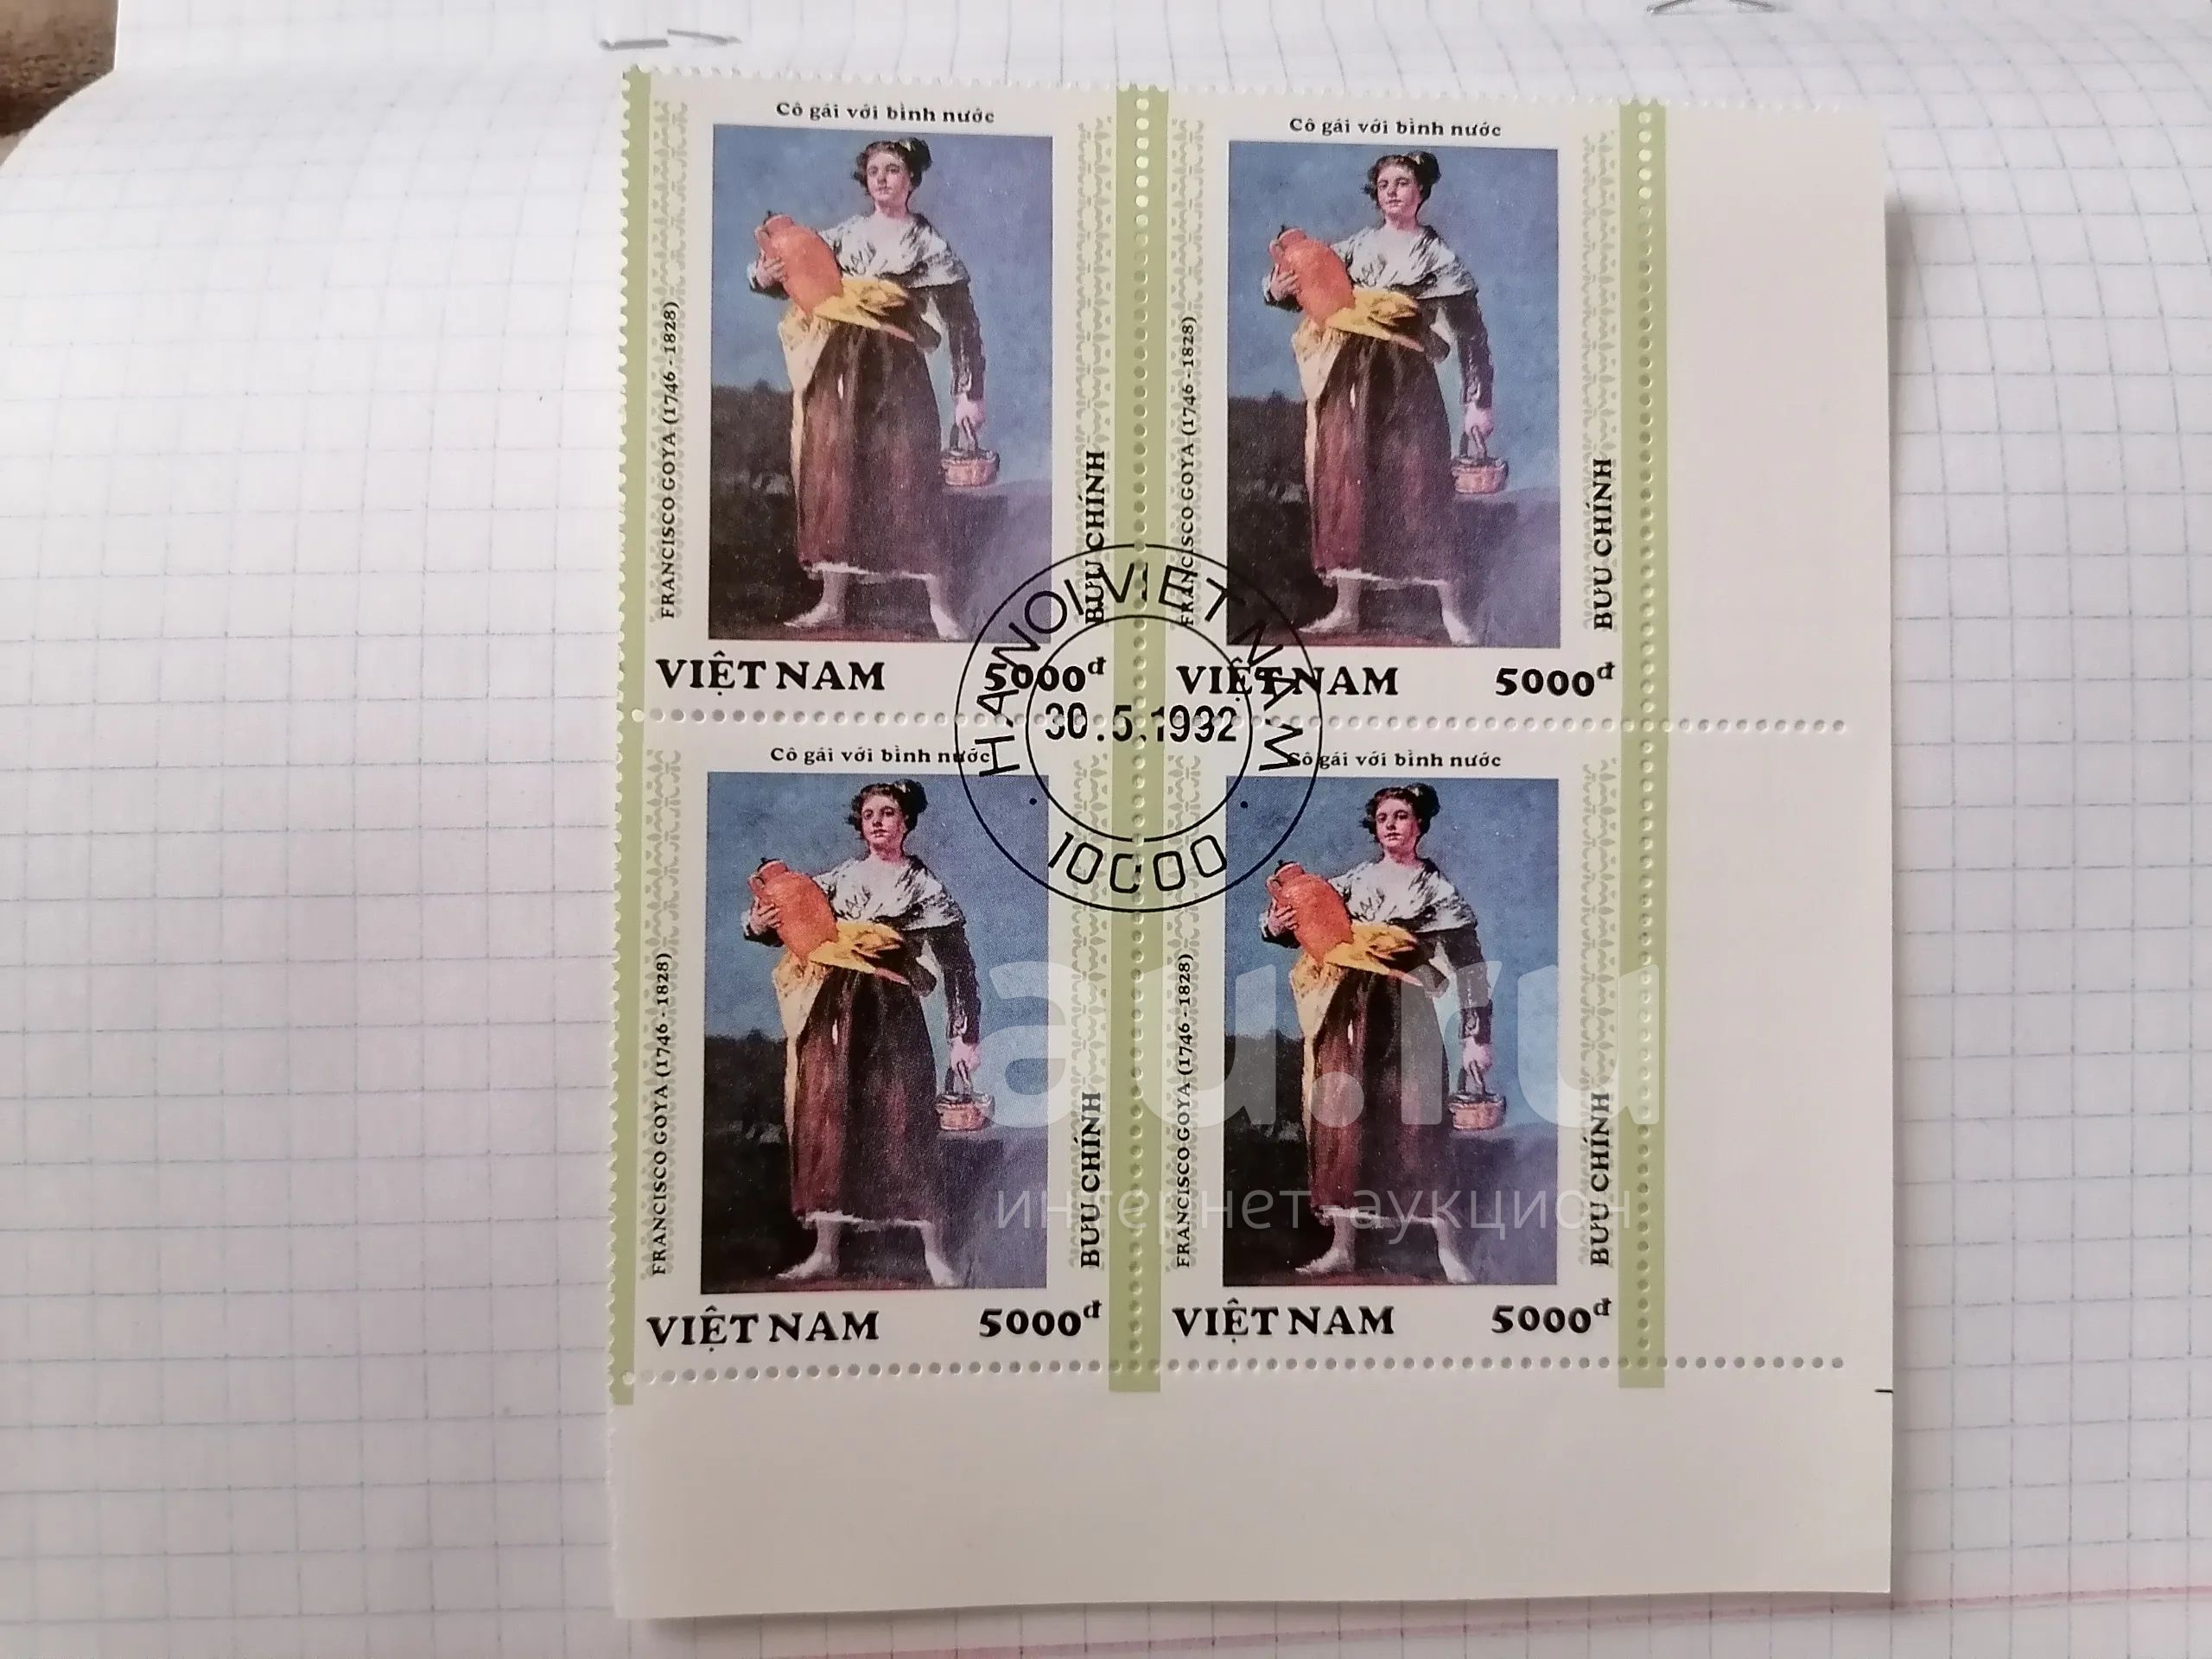 Cô gái với bình nước
FRANCISCO GOYA (1746 - 1828)
BƯU CHÍNH
VIỆT NAM 5000đ
Cô gái với bình nước
FRANCISCO GOYA (1746 - 1828)
BƯU CHÍNH
VIỆT NAM 5000đ
HANOI VIET NAM
30.5.1992
10000
Cô gái với bình nước
FRANCISCO GOYA (1746 - 1828)
BƯU CHÍNH
VIỆT NAM 5000đ
Cô gái với bình nước
FRANCISCO GOYA (1746 - 1828)
BƯU CHÍNH
VIỆT NAM 5000đ
au.ru
интернет-аукцион